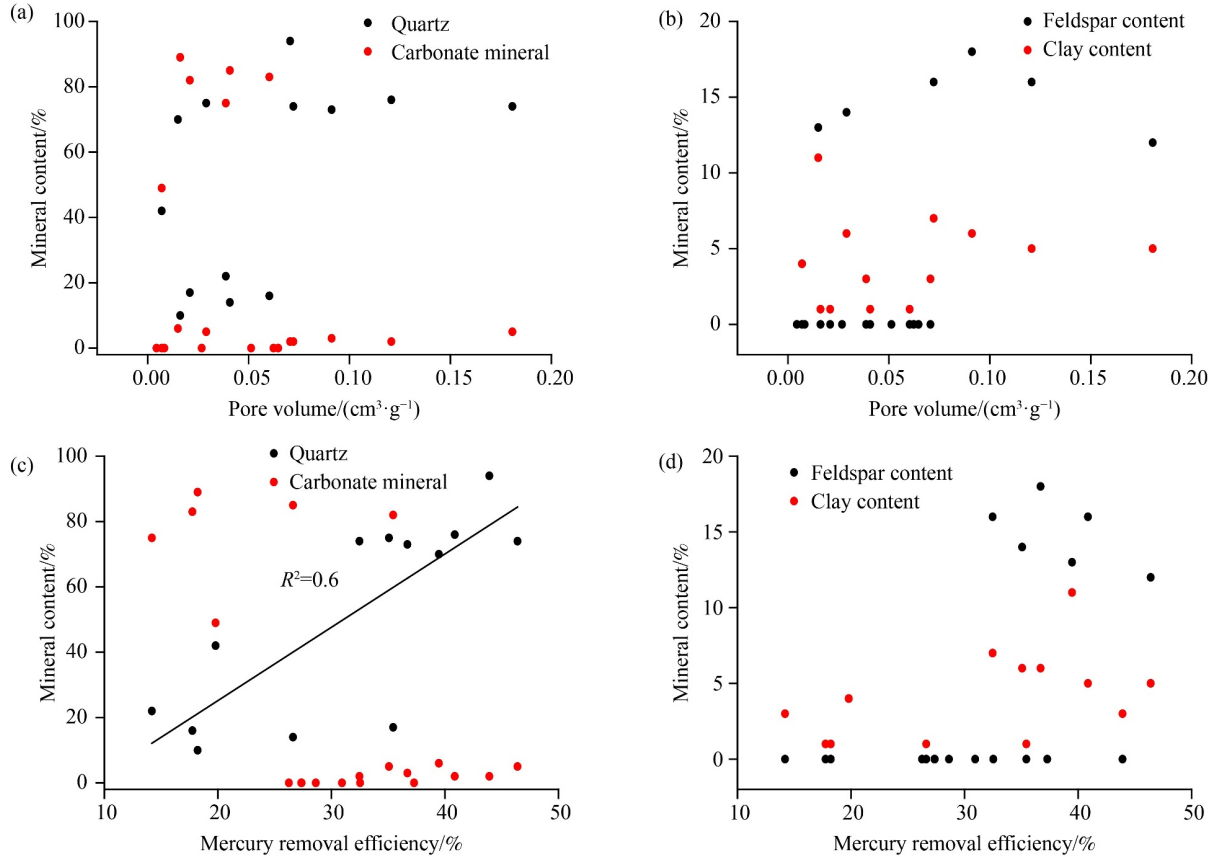 (a)
Quartz
Carbonate mineral
Mineral content/%
100
80
60
40
20
0
0.00 0.05 0.10 0.15 0.20
Pore volume/(cm³·g⁻¹)
(b)
Feldspar content
Clay content
Mineral content/%
20
15
10
5
0
0.00 0.05 0.10 0.15 0.20
Pore volume/(cm³·g⁻¹)
(c)
Quartz
Carbonate mineral
R²=0.6
Mineral content/%
100
80
60
40
20
0
10 20 30 40 50
Mercury removal efficiency/%
(d)
Feldspar content
Clay content
Mineral content/%
20
15
10
5
0
10 20 30 40 50
Mercury removal efficiency/%